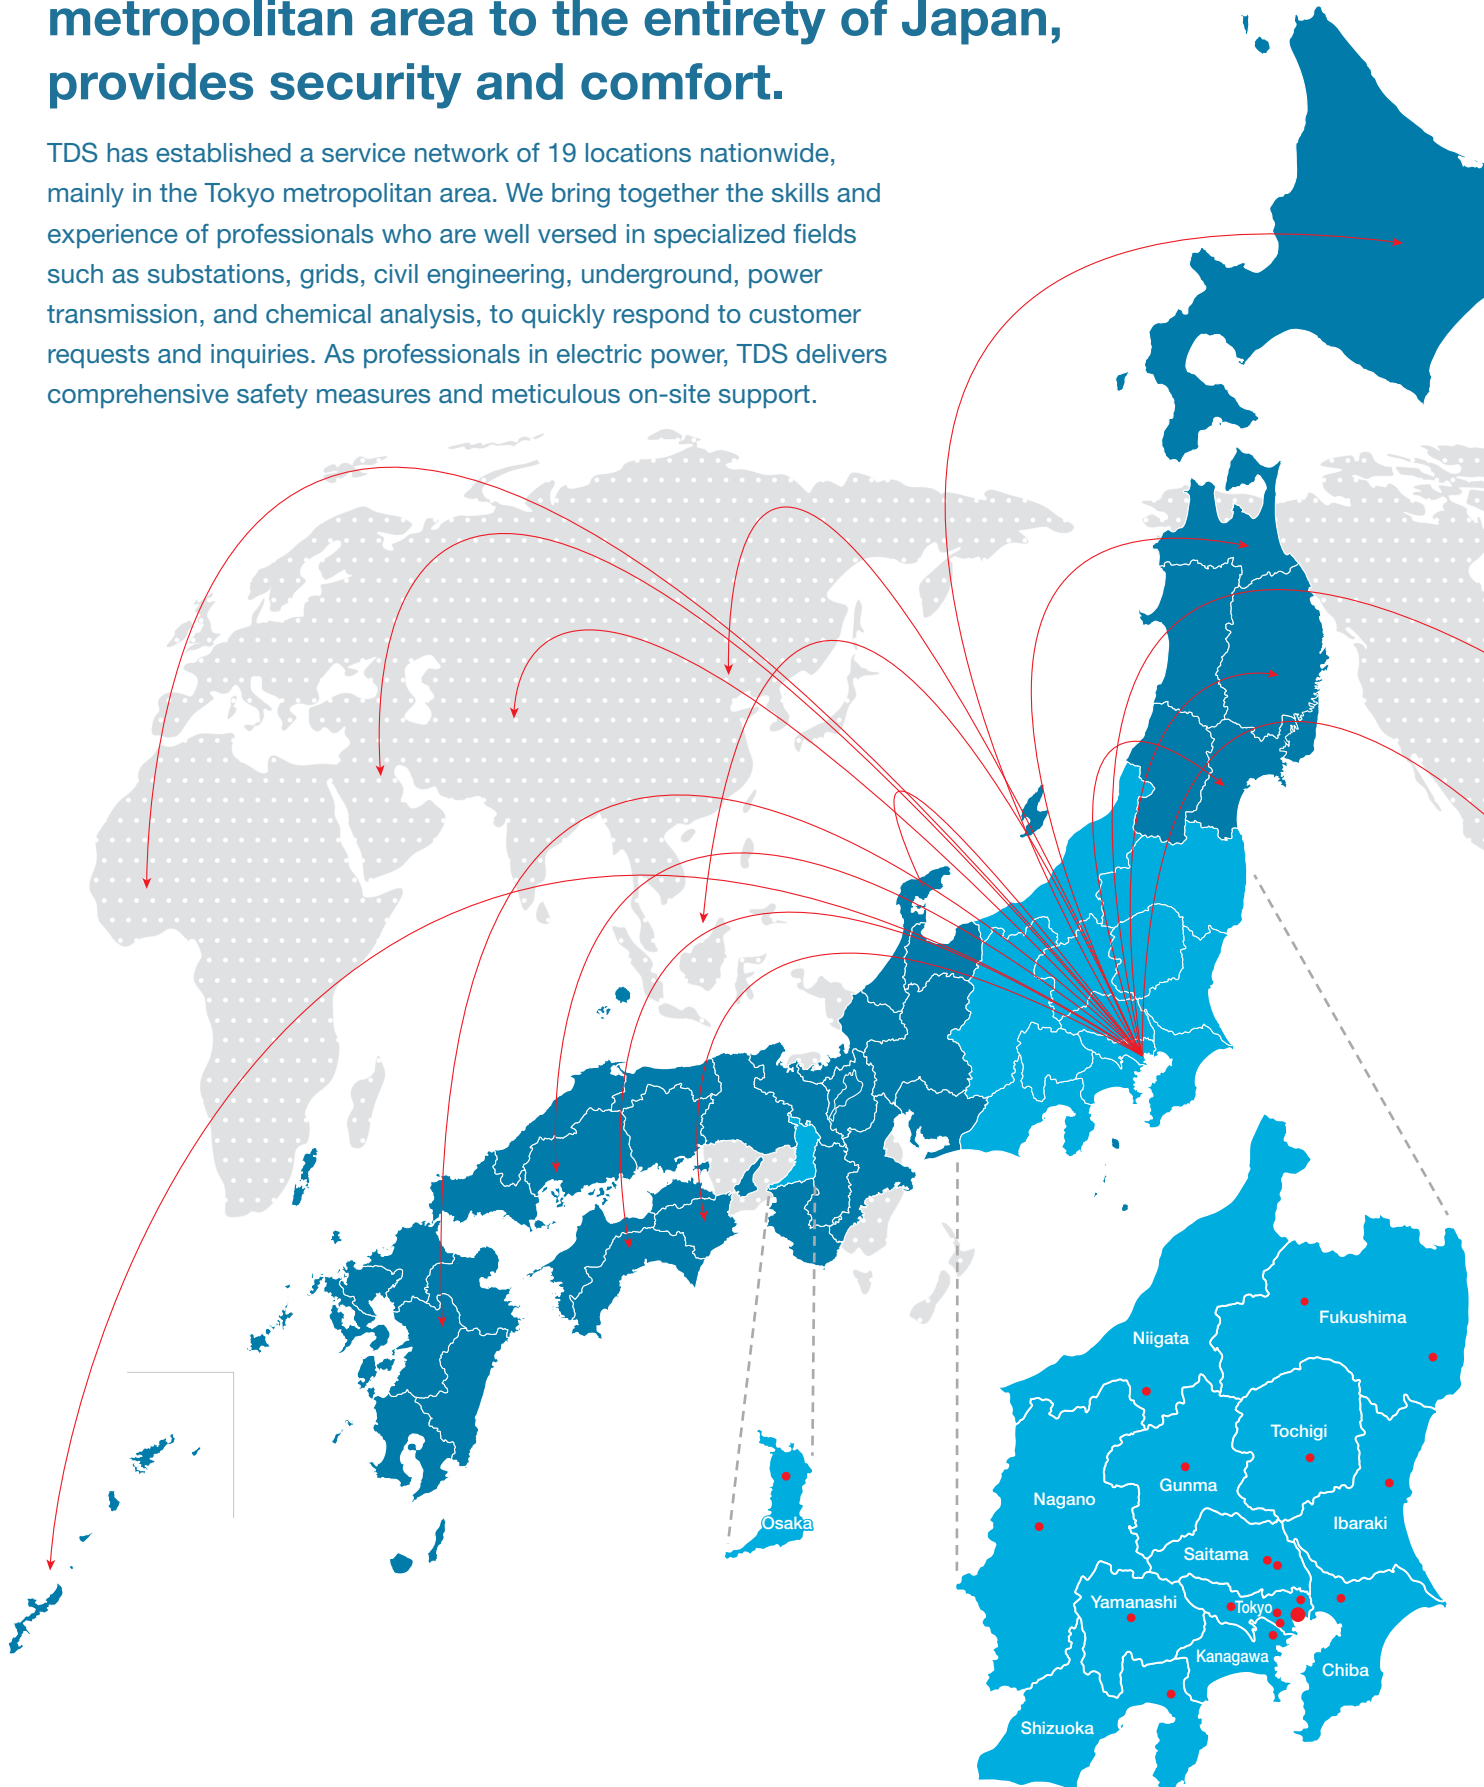 metropolitan area to the entirety of Japan,
provides security and comfort.
TDS has established a service network of 19 locations nationwide,
mainly in the Tokyo metropolitan area. We bring together the skills and
experience of professionals who are well versed in specialized fields
such as substations, grids, civil engineering, underground, power
transmission, and chemical analysis, to quickly respond to customer
requests and inquiries. As professionals in electric power, TDS delivers
comprehensive safety measures and meticulous on-site support.
Fukushima
Niigata
Tochigi
Gunma
Nagano
Ibaraki
Osaka
Saitama
Yamanashi
Tokyo
Kanagawa
Chiba
Shizuoka